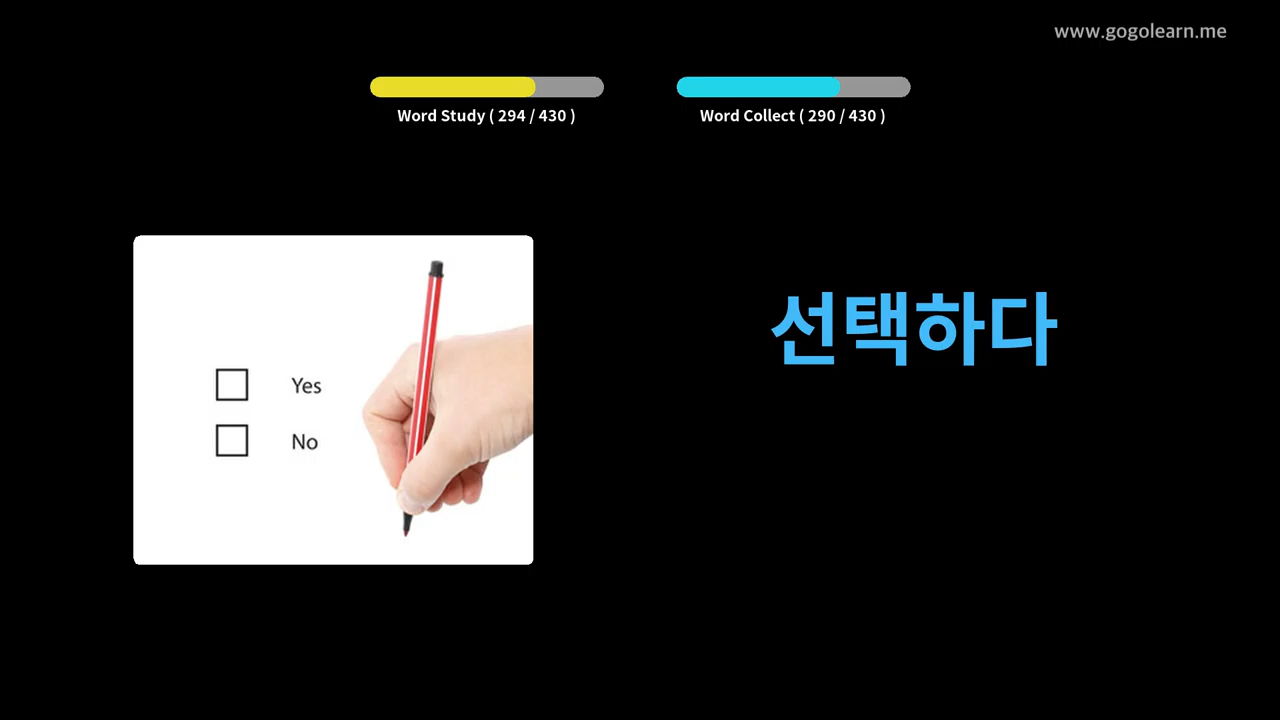 www.gogolearn.me
Word Study ( 294 / 430 )
Word Collect ( 290 / 430 )
선택하다
Yes
No